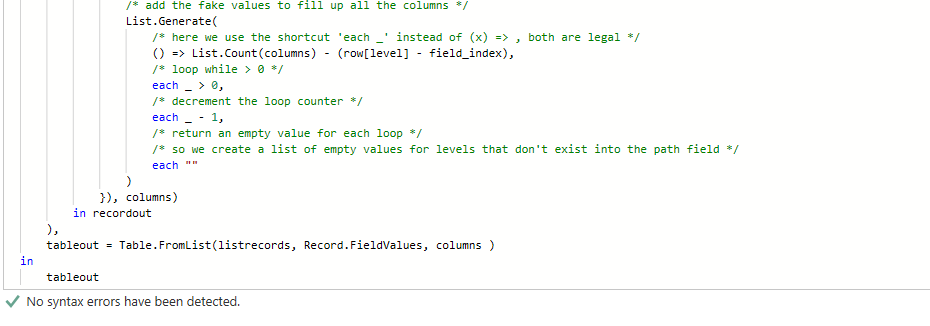 /* add the fake values to fill up all the columns */
List.Generate(
/* here we use the shortcut 'each _' instead of (x) => , both are legal */
() => List.Count(columns) - (row[level] - field_index),
/* loop while > 0 */
each _ > 0,
/* decrement the loop counter */
each _ - 1,
/* return an empty value for each loop */
/* so we create a list of empty values for levels that don't exist into the path field */
each ""
)
}), columns)
in recordout
),
tableout = Table.FromList(listrecords, Record.FieldValues, columns )
in
tableout
No syntax errors have been detected.